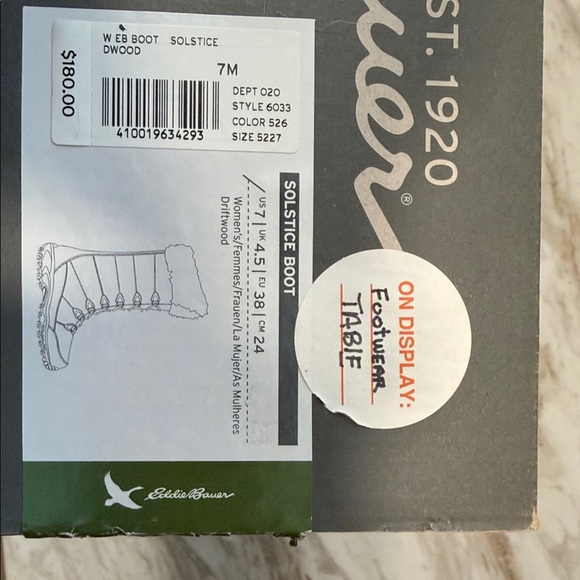 W EB BOOT SOLSTICE
DWOOD
7M
$180.00
410019634293
DEPT 020
STYLE 6033
COLOR 526
SIZE 5227
SOLSTICE BOOT
US 7 | UK 4.5 | EU 38 | CM 24
Women's/Femmes/Frauen/La Mujer/As Mulheres
Driftwood
Eddie Bauer
ON DISPLAY:
FOOTWEAR
TABLE
uer®
ST. 1920